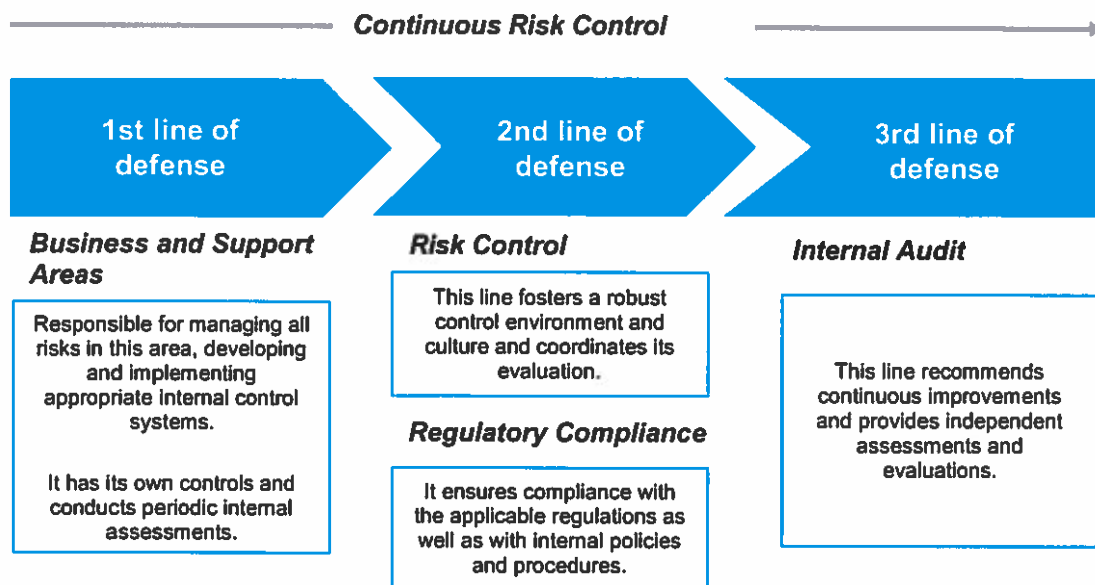 Continuous Risk Control
1st line of
defense
2nd line of
defense
3rd line of
defense
Business and Support
Areas
Responsible for managing all
risks in this area, developing
and implementing
appropriate internal control
systems.
It has its own controls and
conducts periodic internal
assessments.
Risk Control
This line fosters a robust
control environment and
culture and coordinates its
evaluation.
Regulatory Compliance
It ensures compliance with
the applicable regulations as
well as with internal policies
and procedures.
Internal Audit
This line recommends
continuous improvements
and provides independent
assessments and
evaluations.